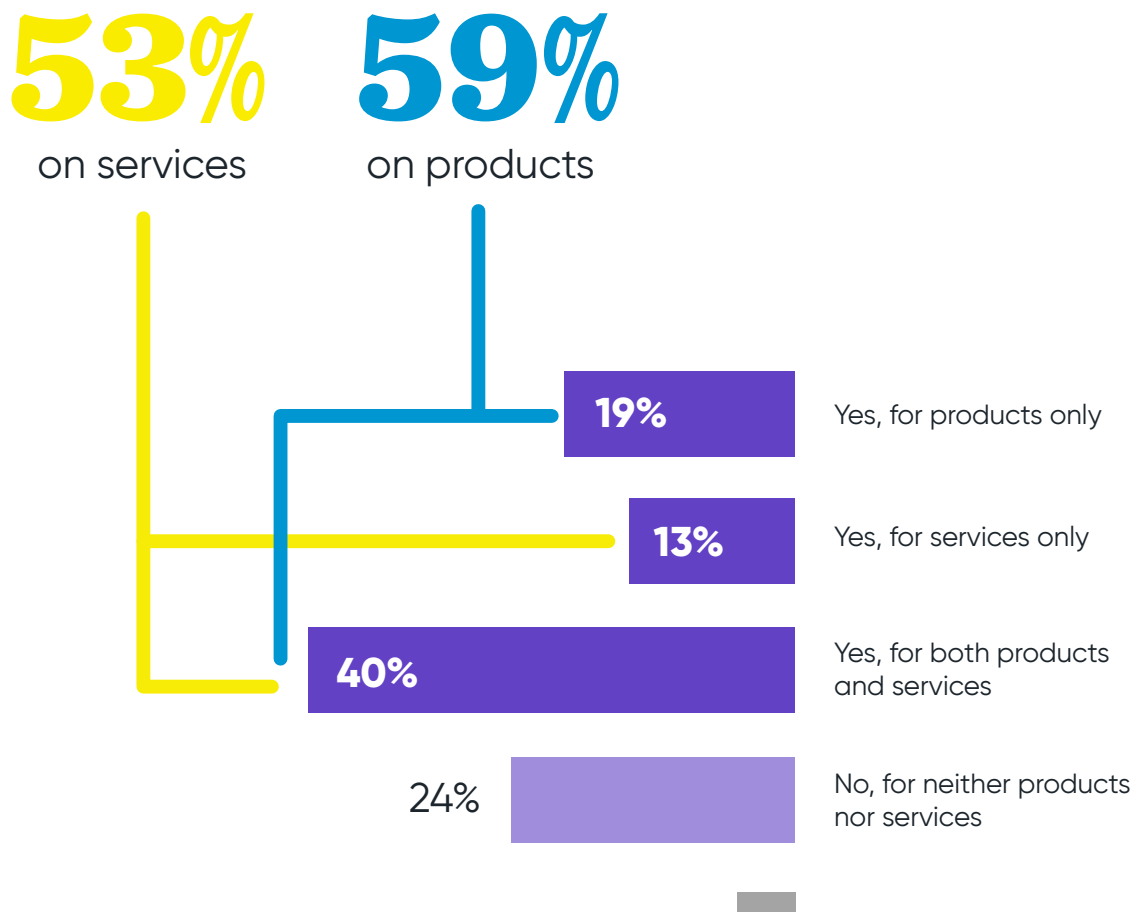 53% 59%
on services on products
19% Yes, for products only
13% Yes, for services only
40% Yes, for both products
and services
24% No, for neither products
nor services